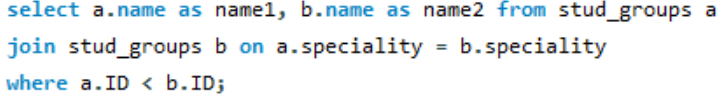 select a.name as name1, b.name as name2 from stud_groups a
join stud_groups b on a.speciality = b.speciality
where a.ID < b.ID;